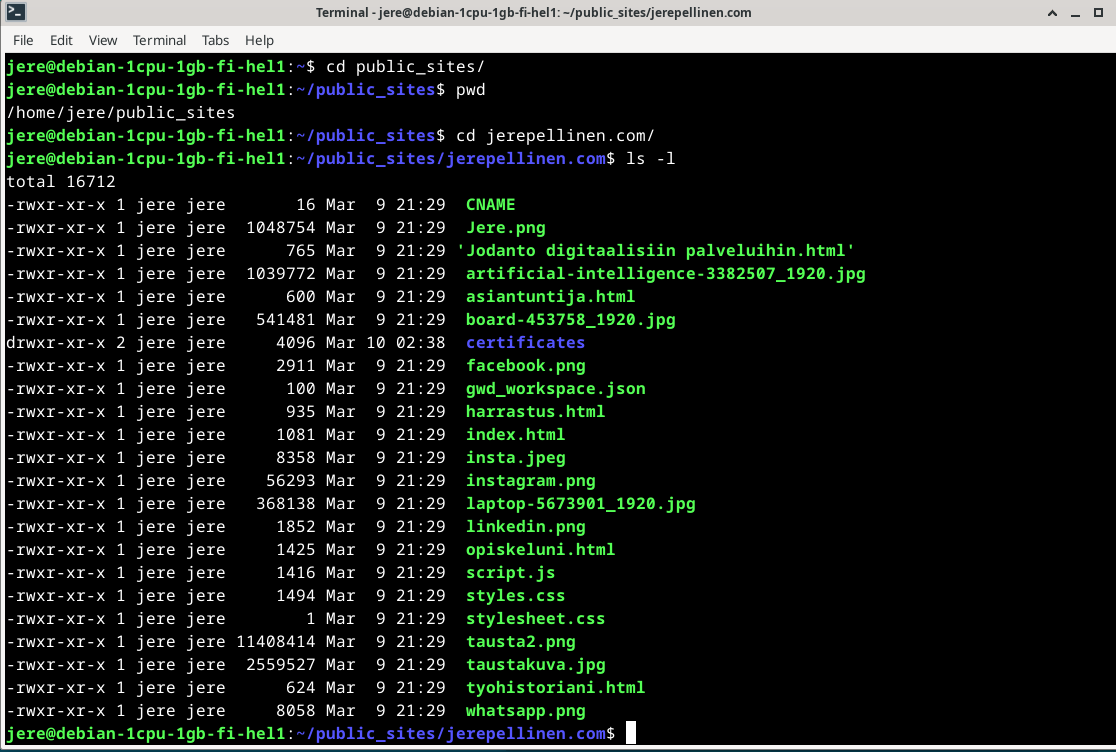 Terminal - jere@debian-1cpu-1gb-fi-hel1: ~/public_sites/jerepellinen.com
File Edit View Terminal Tabs Help
jere@debian-1cpu-1gb-fi-hel1:~$ cd public_sites/
jere@debian-1cpu-1gb-fi-hel1:~/public_sites$ pwd
/home/jere/public_sites
jere@debian-1cpu-1gb-fi-hel1:~/public_sites$ cd jerepellinen.com/
jere@debian-1cpu-1gb-fi-hel1:~/public_sites/jerepellinen.com$ ls -l
total 16712
-rwxr-xr-x 1 jere jere       16 Mar  9 21:29  CNAME
-rwxr-xr-x 1 jere jere  1048754 Mar  9 21:29  Jere.png
-rwxr-xr-x 1 jere jere      765 Mar  9 21:29 'Jodanto digitaalisiin palveluihin.html'
-rwxr-xr-x 1 jere jere  1039772 Mar  9 21:29  artificial-intelligence-3382507_1920.jpg
-rwxr-xr-x 1 jere jere      600 Mar  9 21:29  asiantuntija.html
-rwxr-xr-x 1 jere jere   541481 Mar  9 21:29  board-453758_1920.jpg
drwxr-xr-x 2 jere jere     4096 Mar 10 02:38  certificates
-rwxr-xr-x 1 jere jere     2911 Mar  9 21:29  facebook.png
-rwxr-xr-x 1 jere jere      100 Mar  9 21:29  gwd_workspace.json
-rwxr-xr-x 1 jere jere      935 Mar  9 21:29  harrastus.html
-rwxr-xr-x 1 jere jere     1081 Mar  9 21:29  index.html
-rwxr-xr-x 1 jere jere     8358 Mar  9 21:29  insta.jpeg
-rwxr-xr-x 1 jere jere    56293 Mar  9 21:29  instagram.png
-rwxr-xr-x 1 jere jere   368138 Mar  9 21:29  laptop-5673901_1920.jpg
-rwxr-xr-x 1 jere jere     1852 Mar  9 21:29  linkedin.png
-rwxr-xr-x 1 jere jere     1425 Mar  9 21:29  opiskeluni.html
-rwxr-xr-x 1 jere jere     1416 Mar  9 21:29  script.js
-rwxr-xr-x 1 jere jere     1494 Mar  9 21:29  styles.css
-rwxr-xr-x 1 jere jere        1 Mar  9 21:29  stylesheet.css
-rwxr-xr-x 1 jere jere 11408414 Mar  9 21:29  tausta2.png
-rwxr-xr-x 1 jere jere  2559527 Mar  9 21:29  taustakuva.jpg
-rwxr-xr-x 1 jere jere      624 Mar  9 21:29  tyohistoriani.html
-rwxr-xr-x 1 jere jere     8058 Mar  9 21:29  whatsapp.png
jere@debian-1cpu-1gb-fi-hel1:~/public_sites/jerepellinen.com$